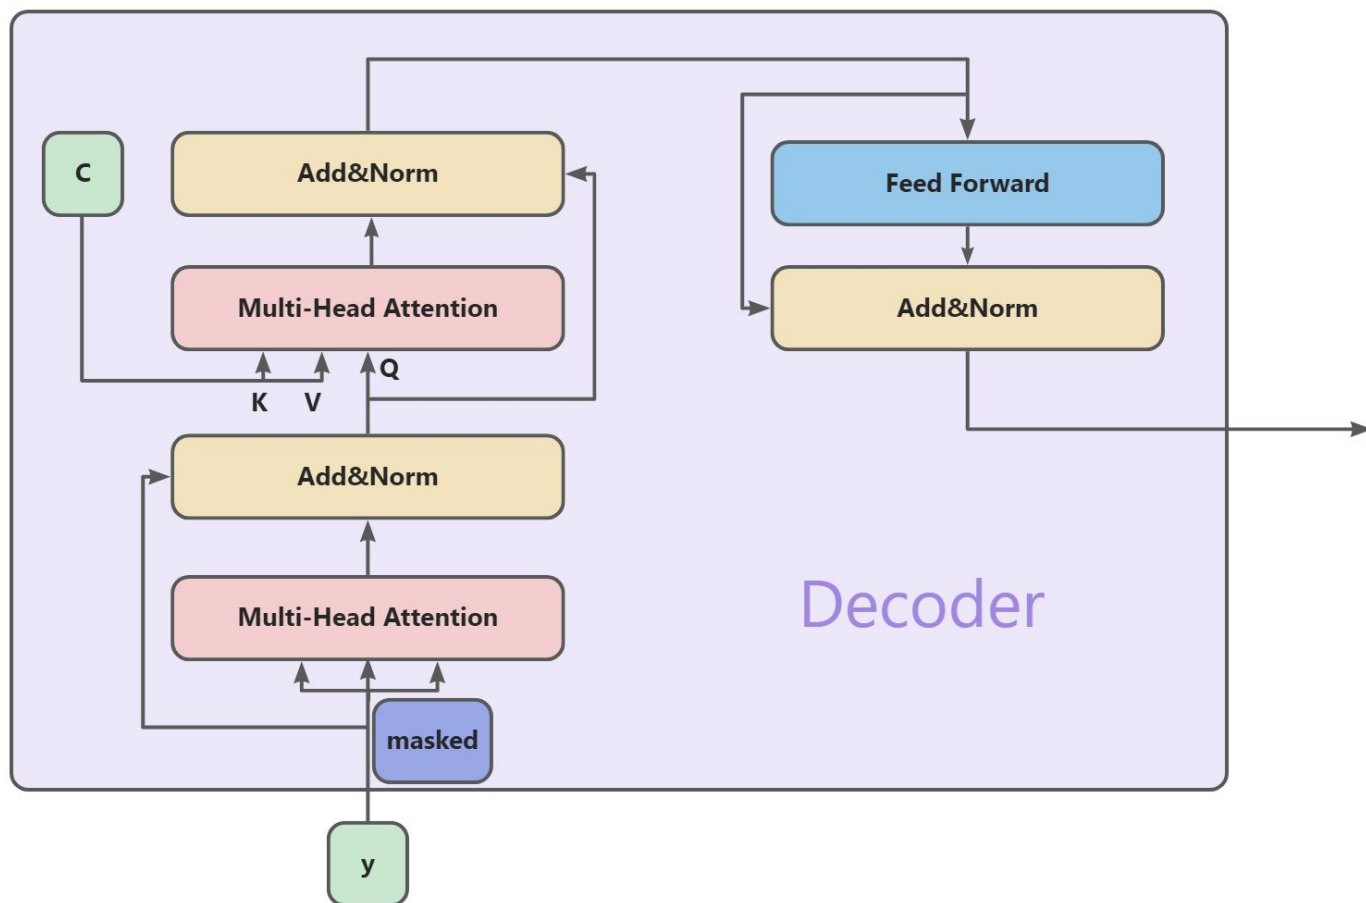 C
Add&Norm
Multi-Head Attention
Q
K
V
Add&Norm
Multi-Head Attention
masked
y
Feed Forward
Add&Norm
Decoder